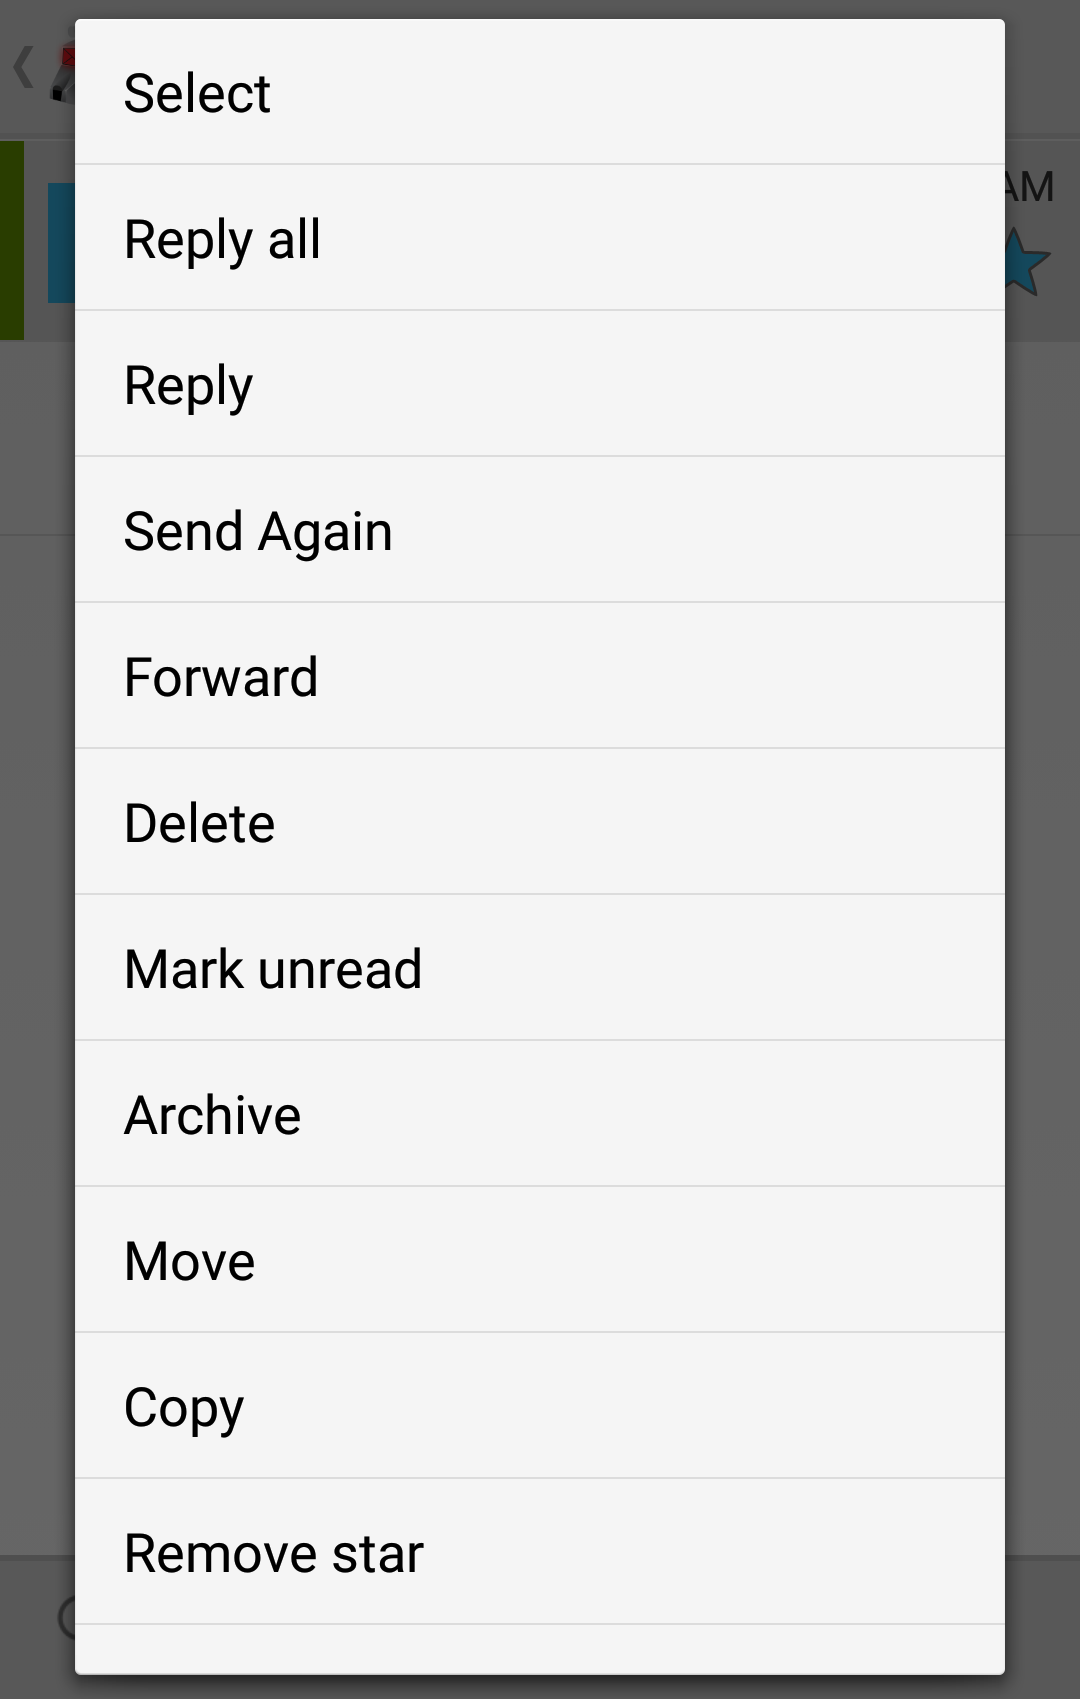 Select
AM
Reply all
Reply
Send Again
Forward
Delete
Mark unread
Archive
Move
Copy
Remove star